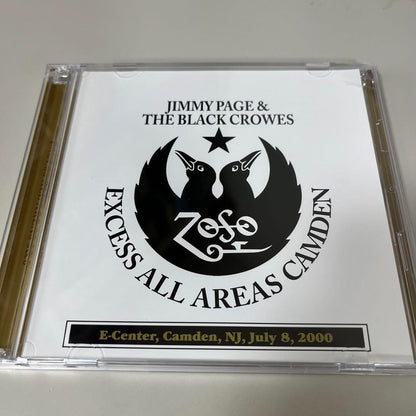 JIMMY PAGE &
THE BLACK CROWES
ZOSO
EXCESS ALL AREAS CAMDEN
E-Center, Camden, NJ, July 8, 2000